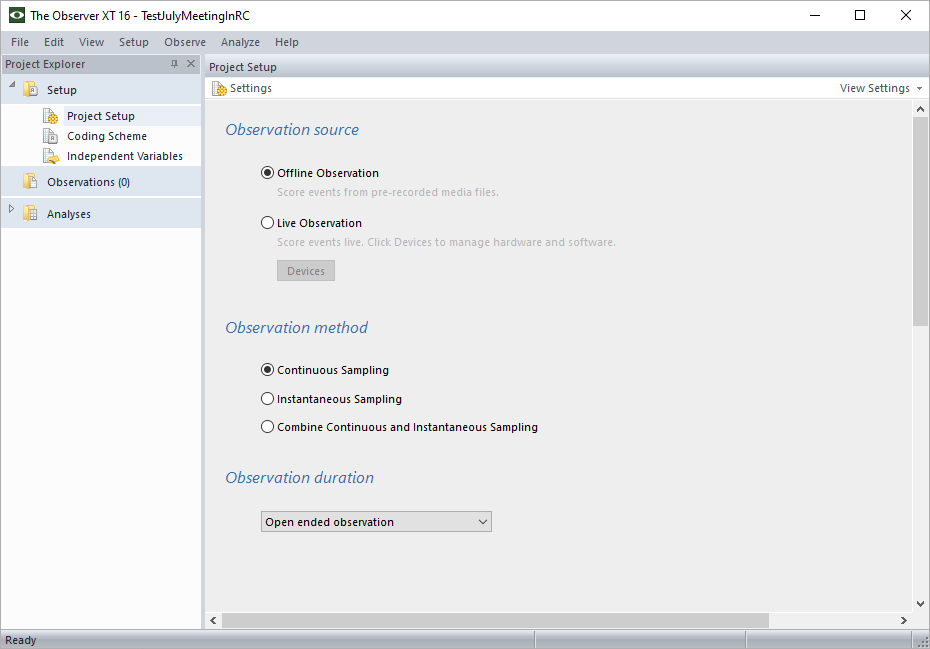 The Observer XT 16 - TestJulyMeetingInRC
File Edit View Setup Observe Analyze Help
Project Explorer
Setup
Project Setup
Coding Scheme
Independent Variables
Observations (0)
Analyses
Project Setup
Settings
View Settings
Observation source
Offline Observation
Score events from pre-recorded media files.
Live Observation
Score events live. Click Devices to manage hardware and software.
Devices
Observation method
Continuous Sampling
Instantaneous Sampling
Combine Continuous and Instantaneous Sampling
Observation duration
Open ended observation
Ready